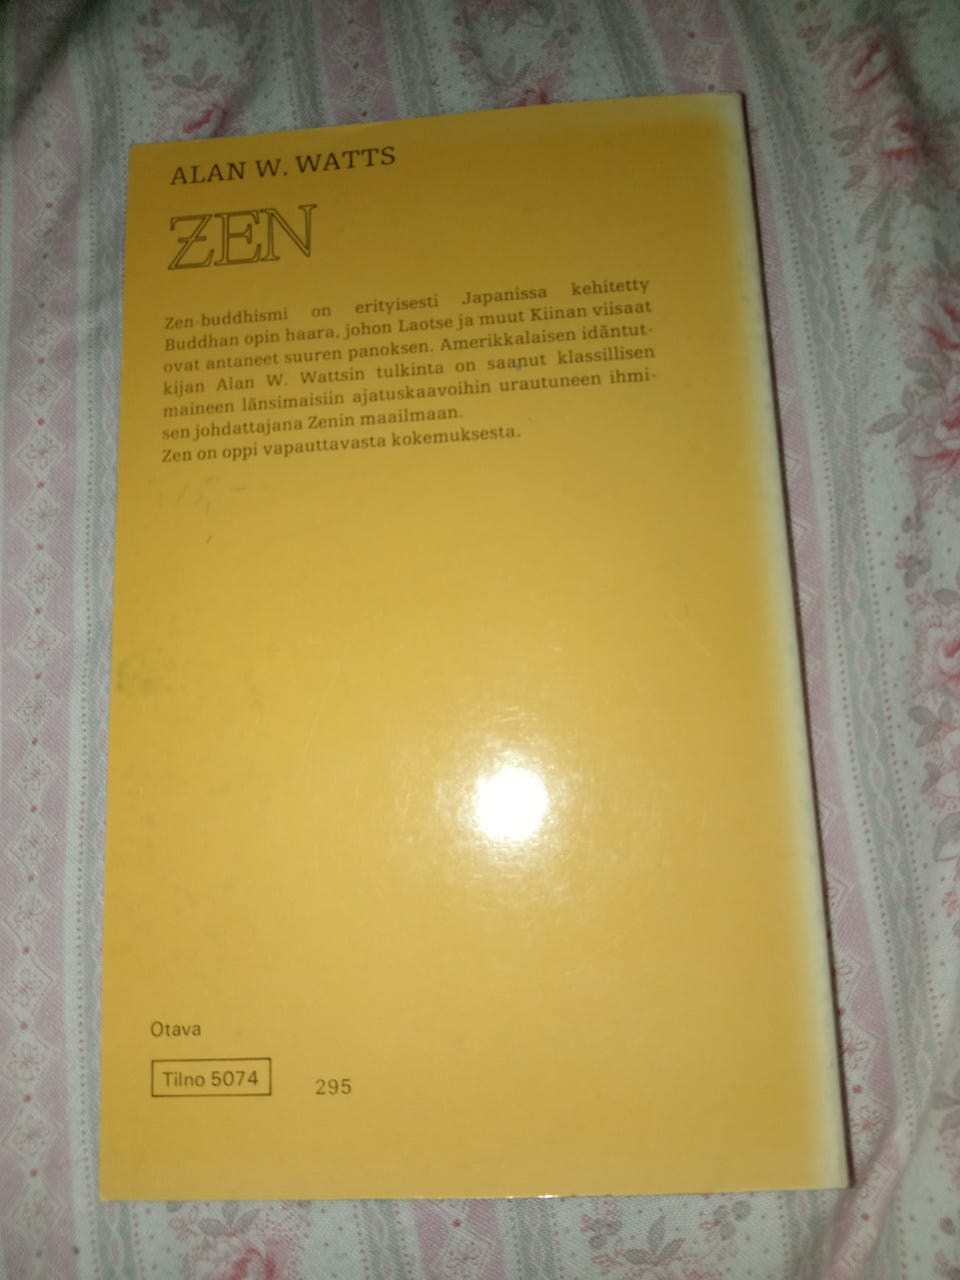 ALAN W. WATTS
ZEN
Zen-buddhismi on erityisesti Japanissa kehitetty
Buddhan opin haara, johon Laotse ja muut Kiinan viisaat
ovat antaneet suuren panoksen. Amerikkalaisen idäntut-
kijan Alan W. Wattsin tulkinta on saanut klassillisen
maineen länsimaisiin ajatuskaavoihin urautuneen ihmi-
sen johdattajana Zenin maailmaan.
Zen on oppi vapauttavasta kokemuksesta.
Otava
Tilno 5074
295